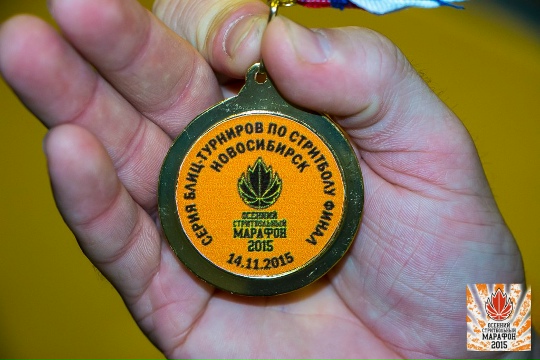 СЕРИЯ БЛИЦ-ТУРНИРОВ ПО СТРИТБОЛУ ФИНАЛ
НОВОСИБИРСК
ОСЕННИЙ
СТРИТБОЛЬНЫЙ
МАРАФОН
2015
14.11.2015
ОСЕННИЙ
СТРИТБОЛЬНЫЙ
МАРАФОН
2015